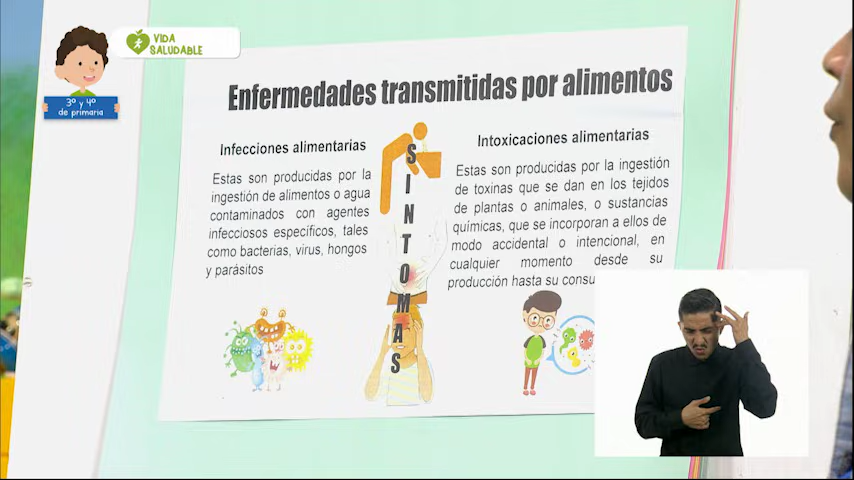 VIDA
SALUDABLE
3º y 4º
de primaria
Enfermedades transmitidas por alimentos
Infecciones alimentarias
Estas son producidas por la
ingestión de alimentos o agua
contaminados con agentes
infecciosos específicos, tales
como bacterias, virus, hongos
y parásitos
SINTOMAS
Intoxicaciones alimentarias
Estas son producidas por la ingestión
de toxinas que se dan en los tejidos
de plantas o animales, o sustancias
químicas, que se incorporan a ellos de
modo accidental o intencional, en
cualquier momento desde su
producción hasta su